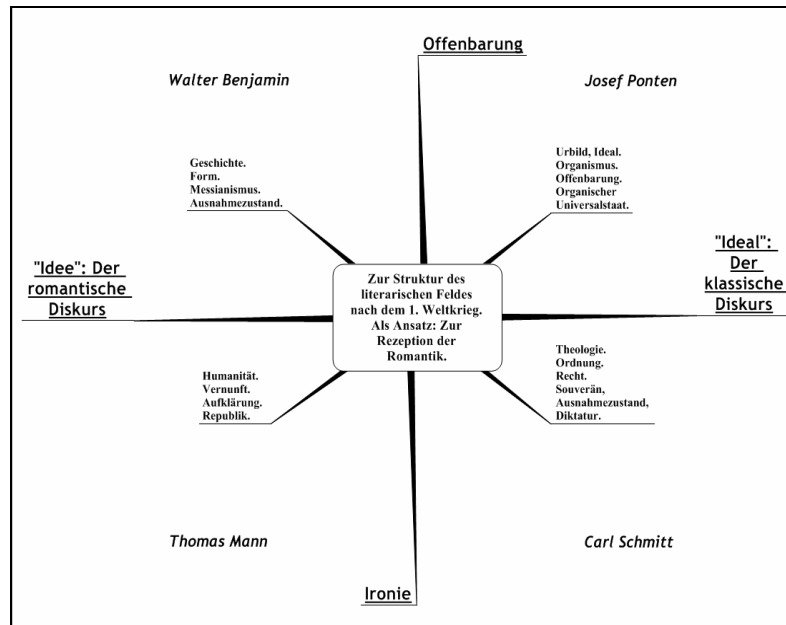 Offenbarung
Walter Benjamin
Josef Ponten
Geschichte.
Form.
Messianismus.
Ausnahmezustand.
Urbild, Ideal.
Organismus.
Offenbarung.
Organischer
Universalstaat.
"Idee": Der
romantische
Diskurs
Zur Struktur des
literarischen Feldes
nach dem 1. Weltkrieg.
Als Ansatz: Zur
Rezeption der
Romantik.
"Ideal":
Der
klassische
Diskurs
Humanität.
Vernunft.
Aufklärung.
Republik.
Theologie.
Ordnung.
Recht.
Souverän,
Ausnahmezustand,
Diktatur.
Thomas Mann
Carl Schmitt
Ironie